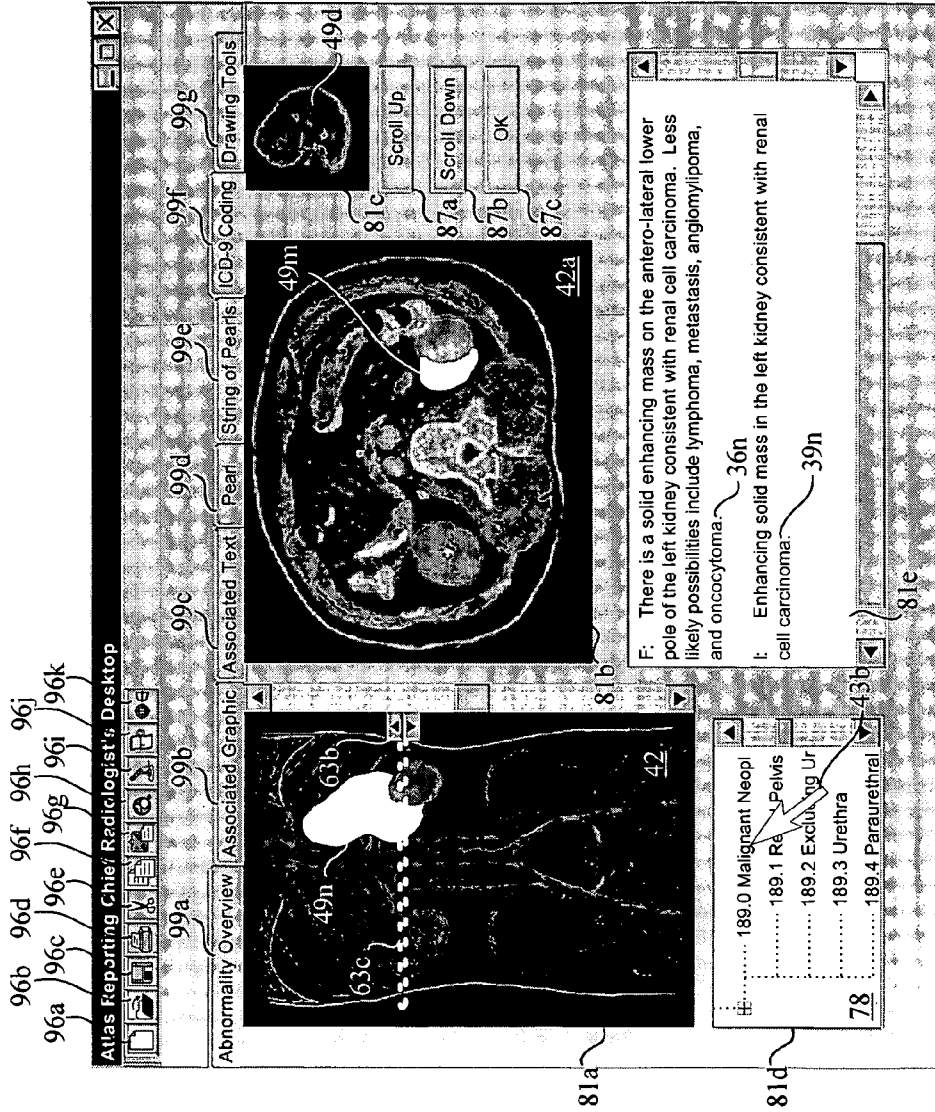 96a 96b 96c 96d 96e 96f 96g 96h 96i 96j 96k
Atlas Reporting Chief Radiologist's Desktop
99a 99b 99c 99d 99e 99f 99g
Abnormality Overview Associated Graphic Associated Text Pearl String of Pearls ICD-9 Coding Drawing Tools
49n
63b
63c
42
49m
42a
49d
81c
Scroll Up
87a
Scroll Down
87b
OK
87c
81a
81b
189.0 Malignant Neopl
189.1 Re Pelvis
189.2 Excluding Ur
189.3 Urethra
189.4 Paraurethral
78
81d
43b
F: There is a solid enhancing mass on the antero-lateral lower
pole of the left kidney consistent with renal cell carcinoma. Less
likely possibilities include lymphoma, metastasis, angiomylipoma,
and oncocytoma. 36n
I: Enhancing solid mass in the left kidney consistent with renal
cell carcinoma. 39n
81e